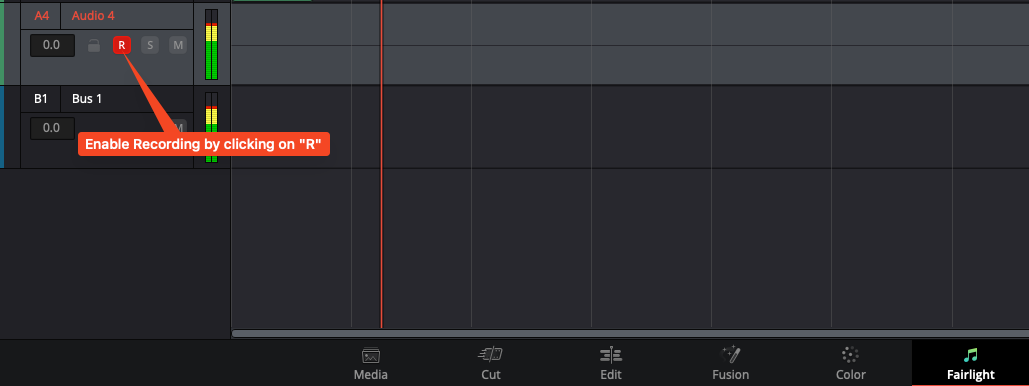 A4 Audio 4
0.0 R S M
B1 Bus 1
0.0 M
Enable Recording by clicking on "R"
Media Cut Edit Fusion Color Fairlight